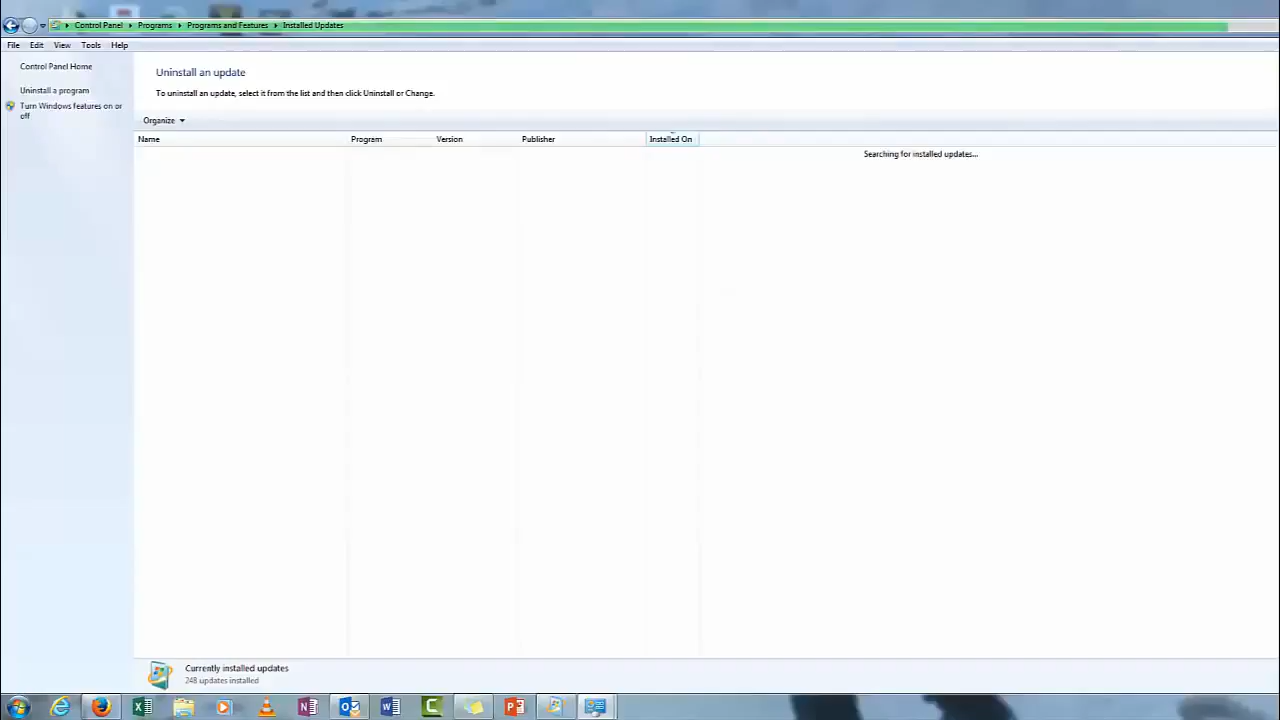 Control Panel Programs Programs and Features Installed Updates
File Edit View Tools Help
Control Panel Home
Uninstall a program
Turn Windows features on or
off
Uninstall an update
To uninstall an update, select it from the list and then click Uninstall or Change.
Organize
Name Program Version Publisher Installed On
Searching for installed updates...
Currently installed updates
248 updates installed